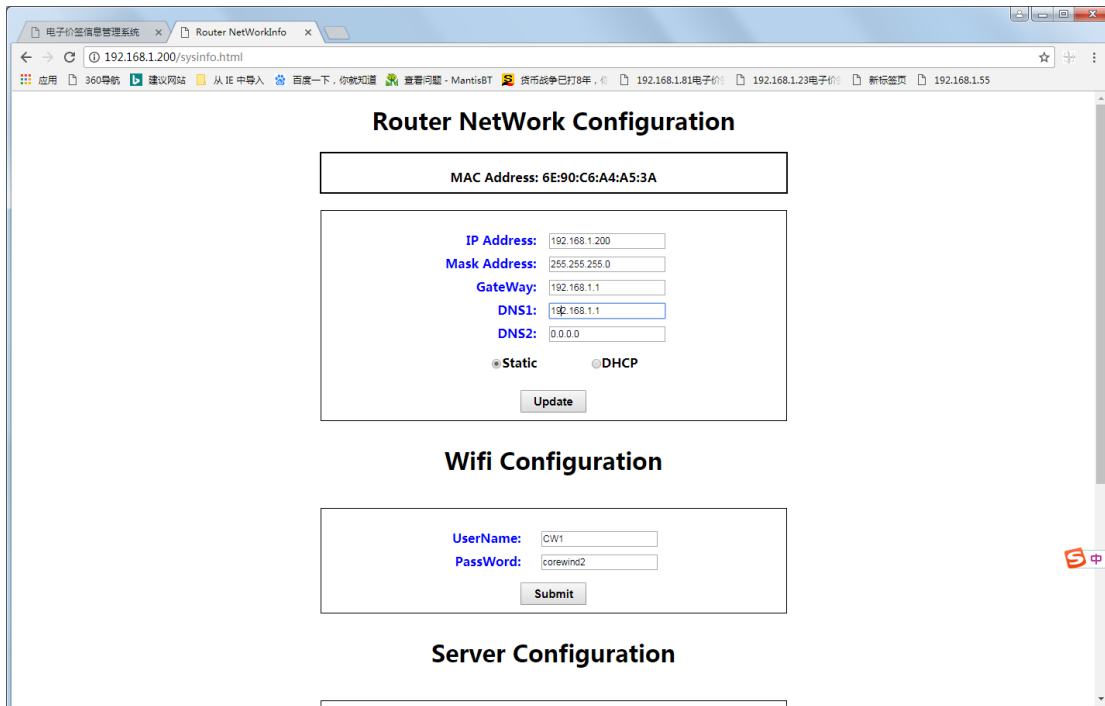 电子价签信息管理系统
Router NetWorkInfo
192.168.1.200/sysinfo.html
应用 360导航 建议网站 从 IE 中导入 百度一下，你就知道 查看问题 - MantisBT 货币战争已打8年， 192.168.1.81电子价 192.168.1.23电子价 新标签页 192.168.1.55
Router NetWork Configuration
MAC Address: 6E:90:C6:A4:A5:3A
IP Address: 192.168.1.200
Mask Address: 255.255.255.0
GateWay: 192.168.1.1
DNS1: 192.168.1.1
DNS2: 0.0.0.0
Static DHCP
Update
Wifi Configuration
UserName: CW1
PassWord: corewind2
Submit
中
Server Configuration